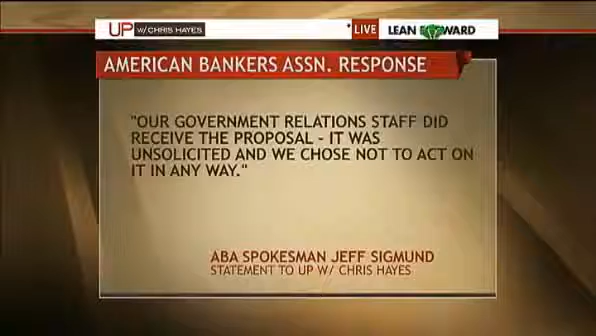 UP W/ CHRIS HAYES
LIVE
LEAN FORWARD
AMERICAN BANKERS ASSN. RESPONSE
"OUR GOVERNMENT RELATIONS STAFF DID
RECEIVE THE PROPOSAL - IT WAS
UNSOLICITED AND WE CHOSE NOT TO ACT ON
IT IN ANY WAY."
ABA SPOKESMAN JEFF SIGMUND
STATEMENT TO UP W/ CHRIS HAYES